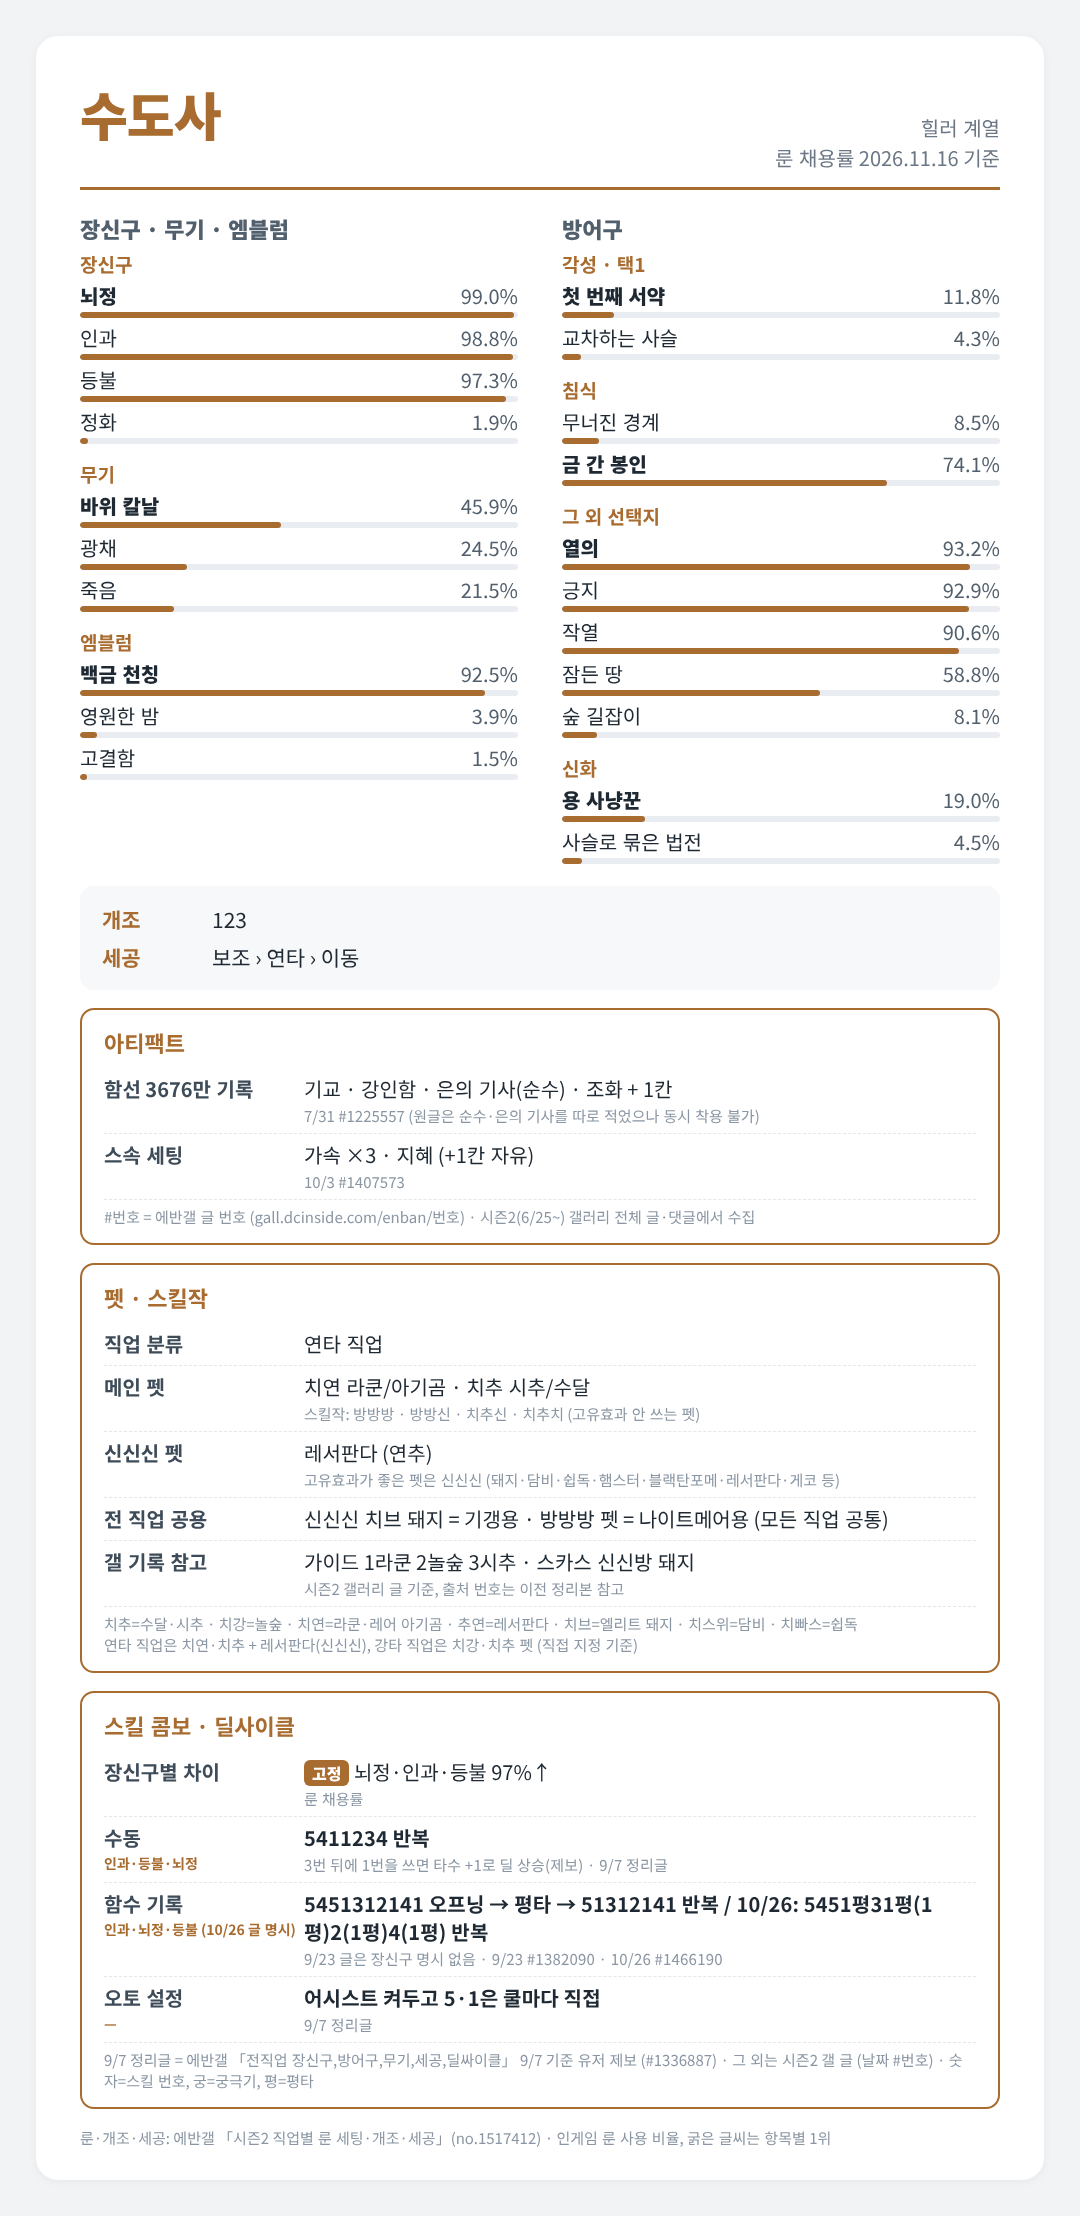 수도사
힐러 계열
룬 채용률 2026.11.16 기준
장신구 · 무기 · 엠블럼
장신구
뇌정 99.0%
인과 98.8%
등불 97.3%
정화 1.9%
무기
바위 칼날 45.9%
광채 24.5%
죽음 21.5%
엠블럼
백금 천칭 92.5%
영원한 밤 3.9%
고결함 1.5%
방어구
각성 · 택1
첫 번째 서약 11.8%
교차하는 사슬 4.3%
침식
무너진 경계 8.5%
금 간 봉인 74.1%
그 외 선택지
열의 93.2%
긍지 92.9%
작열 90.6%
잠든 땅 58.8%
숲 길잡이 8.1%
신화
용 사냥꾼 19.0%
사슬로 묶은 법전 4.5%
개조 123
세공 보조 › 연타 › 이동
아티팩트
함선 3676만 기록 기교 · 강인함 · 은의 기사(순수) · 조화 + 1칸
7/31 #1225557 (원글은 순수·은의 기사를 따로 적었으나 동시 착용 불가)
스속 세팅 가속 ×3 · 지혜 (+1칸 자유)
10/3 #1407573
#번호 = 에반갤 글 번호 (gall.dcinside.com/enban/번호) · 시즌2(6/25~) 갤러리 전체 글·댓글에서 수집
펫 · 스킬작
직업 분류 연타 직업
메인 펫 치연 라쿤/아기곰 · 치추 시추/수달
스킬작: 방방방 · 방방신 · 치추신 · 치추치 (고유효과 안 쓰는 펫)
신신신 펫 레서판다 (연추)
고유효과가 좋은 펫은 신신신 (돼지·담비·쉽독·햄스터·블랙탄포메·레서판다·게코 등)
전 직업 공용 신신신 치브 돼지 = 기갱용 · 방방방 펫 = 나이트메어용 (모든 직업 공통)
갤 기록 참고 가이드 1라쿤 2놀숲 3시추 · 스카스 신신방 돼지
시즌2 갤러리 글 기준, 출처 번호는 이전 정리본 참고
치추=수달·시추 · 치강=놀숲 · 치연=라쿤·레어 아기곰 · 추연=레서판다 · 치브=엘리트 돼지 · 치스위=담비 · 치빠스=쉽독
연타 직업은 치연·치추 + 레서판다(신신신), 강타 직업은 치강·치추 펫 (직접 지정 기준)
스킬 콤보 · 딜사이클
장신구별 차이 고정 뇌정·인과·등불 97%↑
룬 채용률
수동 5411234 반복
인과·등불·뇌정 3번 뒤에 1번을 쓰면 타수 +1로 딜 상승(제보) · 9/7 정리글
함수 기록 5451312141 오프닝 → 평타 → 51312141 반복 / 10/26: 5451평31평(1
인과·뇌정·등불 (10/26 글 명시) 평)2(1평)4(1평) 반복
9/23 글은 장신구 명시 없음 · 9/23 #1382090 · 10/26 #1466190
오토 설정 어시스트 켜두고 5·1은 쿨마다 직접
— 9/7 정리글
9/7 정리글 = 에반갤 「전직업 장신구,방어구,무기,세공,딜싸이클」 9/7 기준 유저 제보 (#1336887) · 그 외는 시즌2 갤 글 (날짜 #번호) · 숫
자=스킬 번호, 궁=궁극기, 평=평타
룬·개조·세공: 에반갤 「시즌2 직업별 룬 세팅·개조·세공」(no.1517412) · 인게임 룬 사용 비율, 굵은 글씨는 항목별 1위